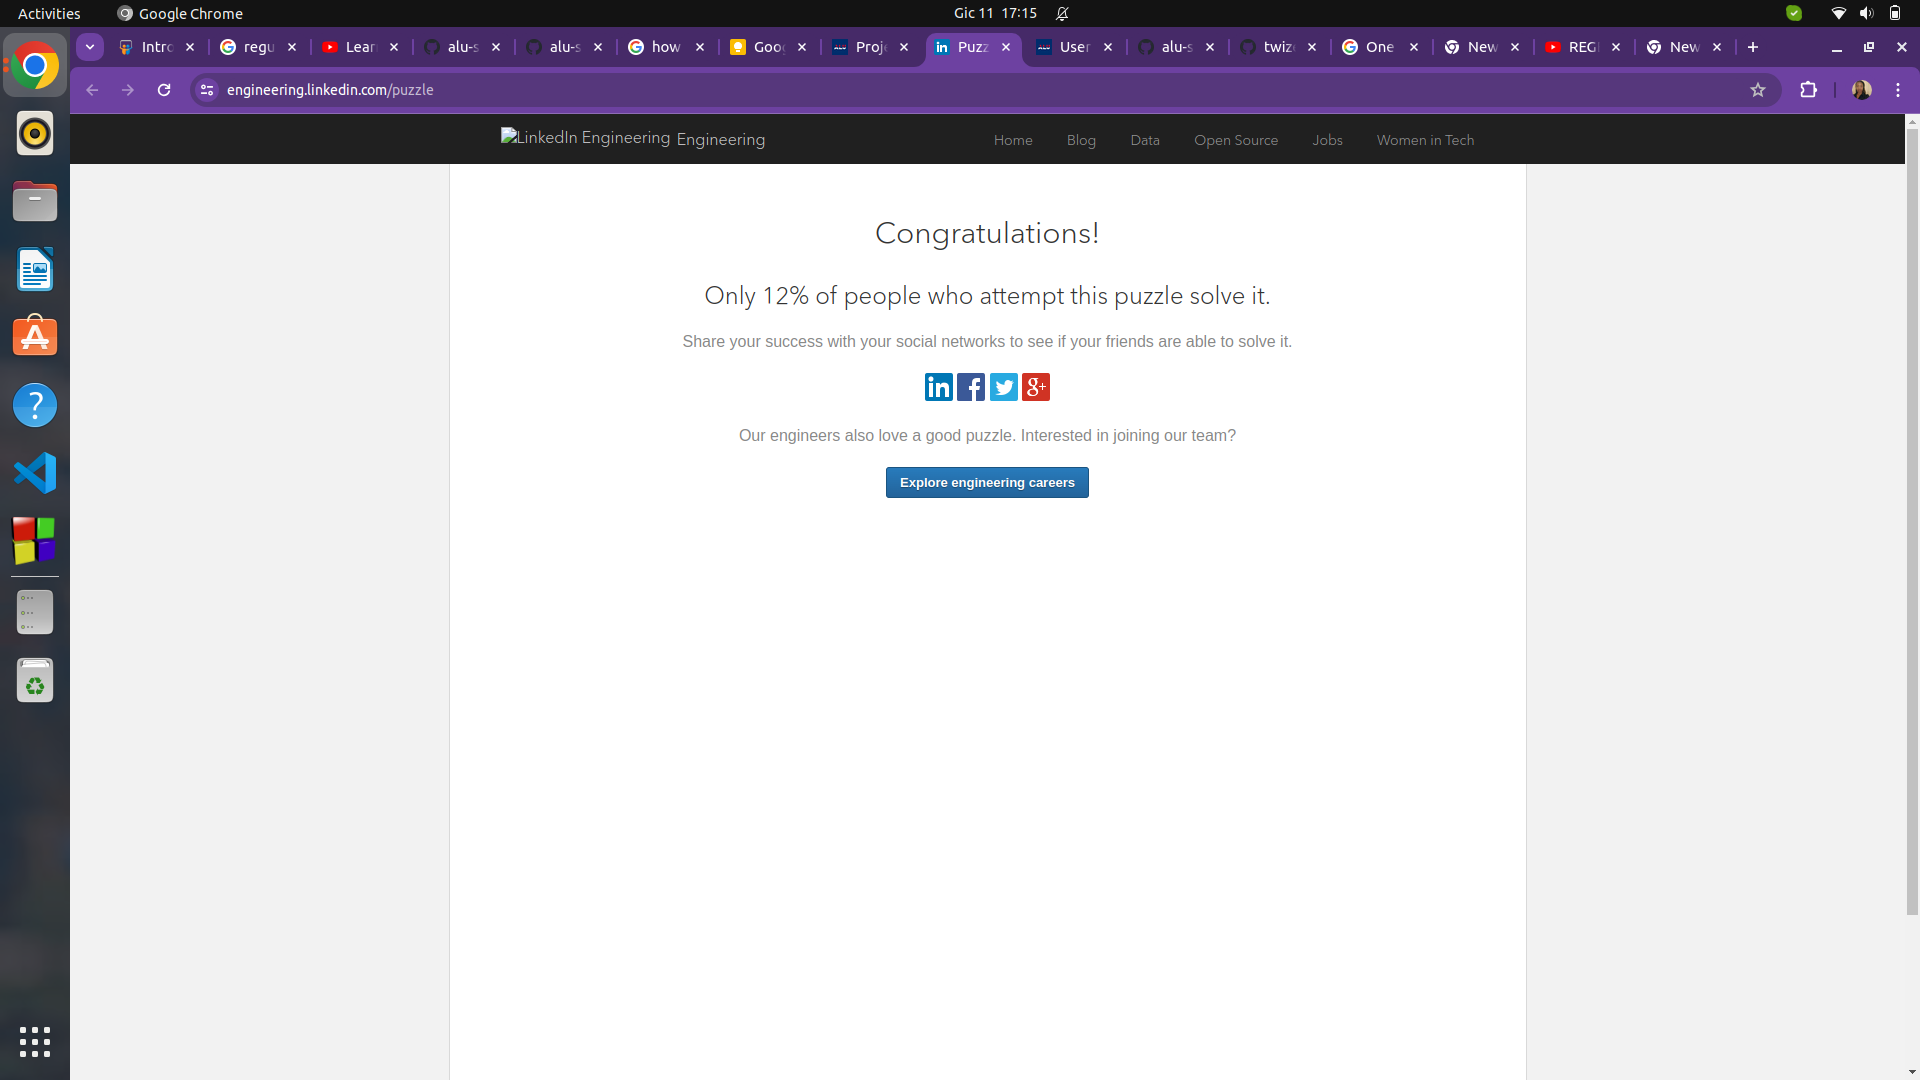 Activities Google Chrome Gic 11 17:15
Intro regu Lear alu-s alu-s how Goog Proje Puzz User alu-s twize One New REG New
engineering.linkedin.com/puzzle
LinkedIn Engineering Engineering Home Blog Data Open Source Jobs Women in Tech
Congratulations!
Only 12% of people who attempt this puzzle solve it.
Share your success with your social networks to see if your friends are able to solve it.
in f g+
Our engineers also love a good puzzle. Interested in joining our team?
Explore engineering careers